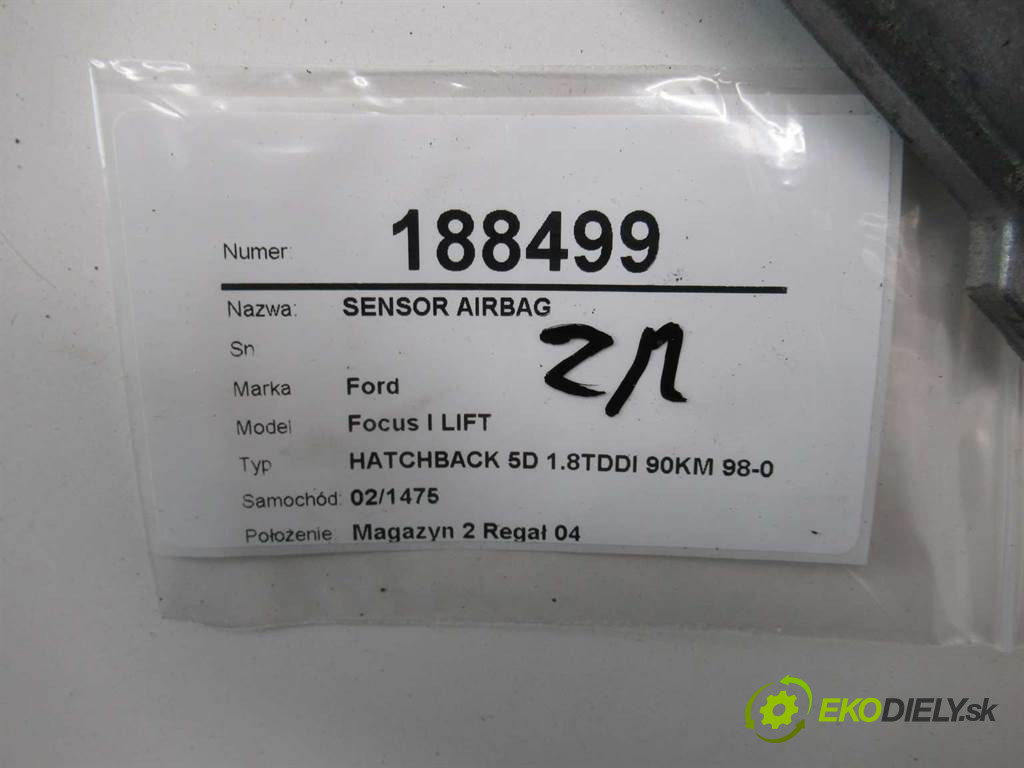 Numer: 188499
Nazwa: SENSOR AIRBAG
Sn
Marka Ford
Model Focus I LIFT
Typ HATCHBACK 5D 1.8TDDI 90KM 98-0
Samochód: 02/1475
Położenie: Magazyn 2 Regał 04
EKODIELY.sk